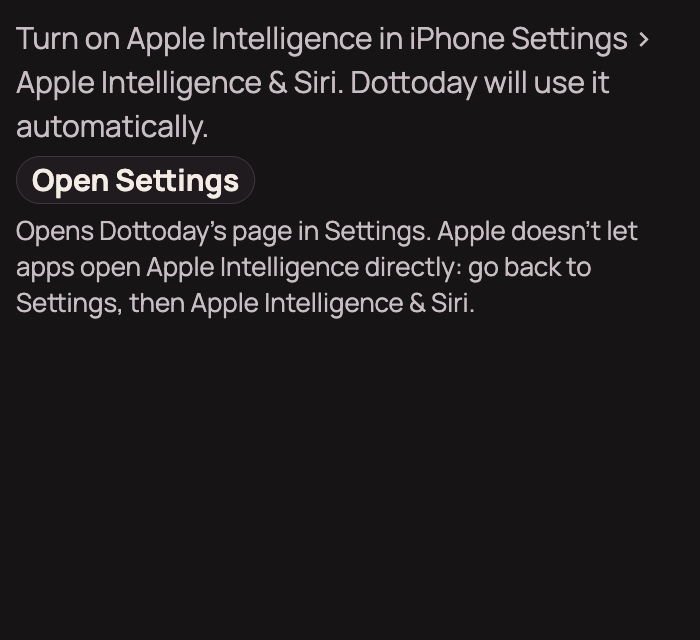 Turn on Apple Intelligence in iPhone Settings >
Apple Intelligence & Siri. Dottoday will use it
automatically.
Open Settings
Opens Dottoday’s page in Settings. Apple doesn’t let
apps open Apple Intelligence directly: go back to
Settings, then Apple Intelligence & Siri.